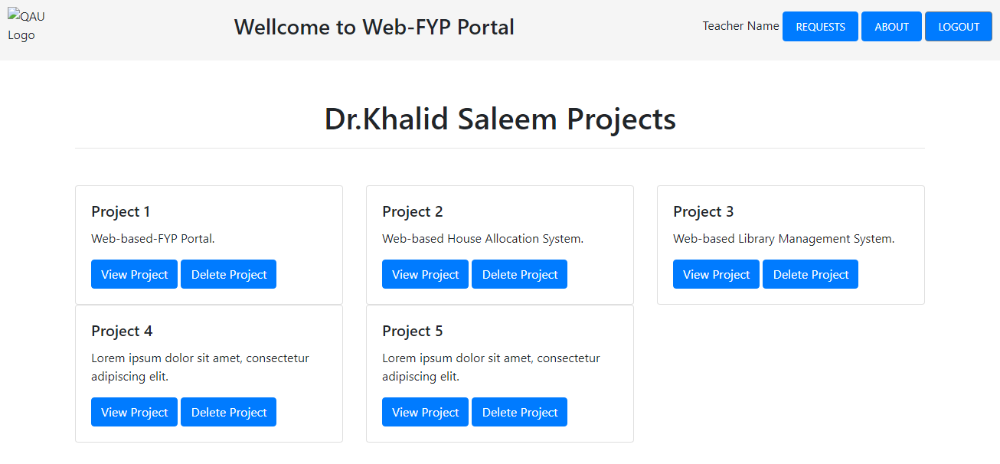 QAU
Logo
Wellcome to Web-FYP Portal
Teacher Name REQUESTS ABOUT LOGOUT
Dr.Khalid Saleem Projects
Project 1
Web-based-FYP Portal.
View Project Delete Project
Project 2
Web-based House Allocation System.
View Project Delete Project
Project 3
Web-based Library Management System.
View Project Delete Project
Project 4
Lorem ipsum dolor sit amet, consectetur
adipiscing elit.
View Project Delete Project
Project 5
Lorem ipsum dolor sit amet, consectetur
adipiscing elit.
View Project Delete Project